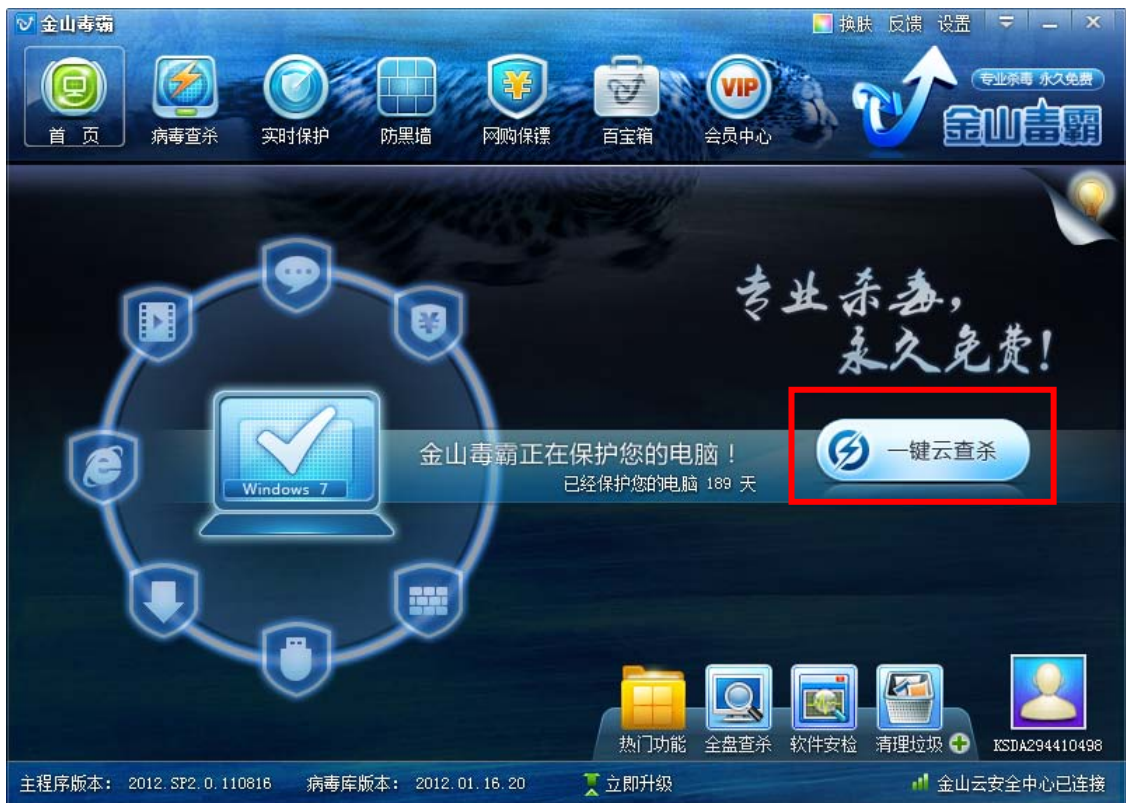 金山毒霸
换肤 反馈 设置
首 页
病毒查杀
实时保护
防黑墙
网购保镖
百宝箱
VIP
会员中心
专业杀毒 永久免费
金山毒霸
专业杀毒,
永久免费!
Windows 7
金山毒霸正在保护您的电脑！
已经保护您的电脑 189 天
一键云查杀
热门功能
全盘查杀
软件安检
清理垃圾
KSDA294410498
主程序版本： 2012.SP2.0.110816
病毒库版本： 2012.01.16.20
立即升级
金山云安全中心已连接